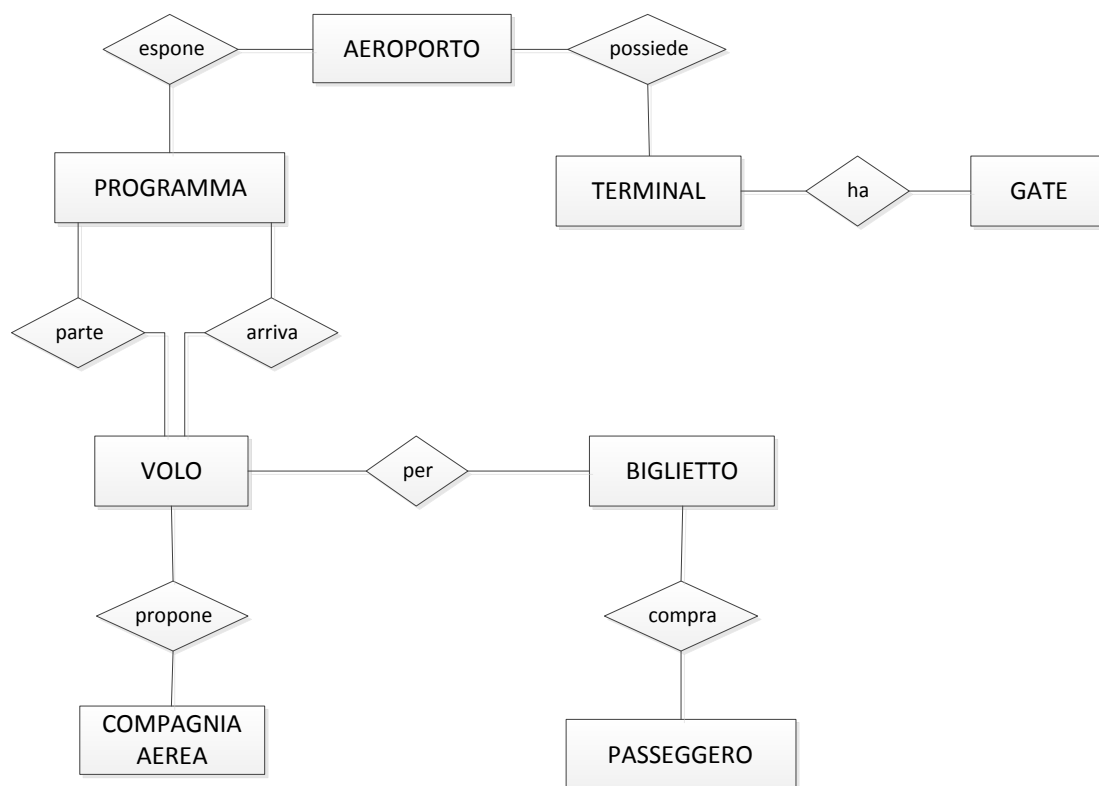 espone
AEROPORTO
possiede
PROGRAMMA
TERMINAL
ha
GATE
parte
arriva
VOLO
per
BIGLIETTO
propone
compra
COMPAGNIA
AEREA
PASSEGGERO